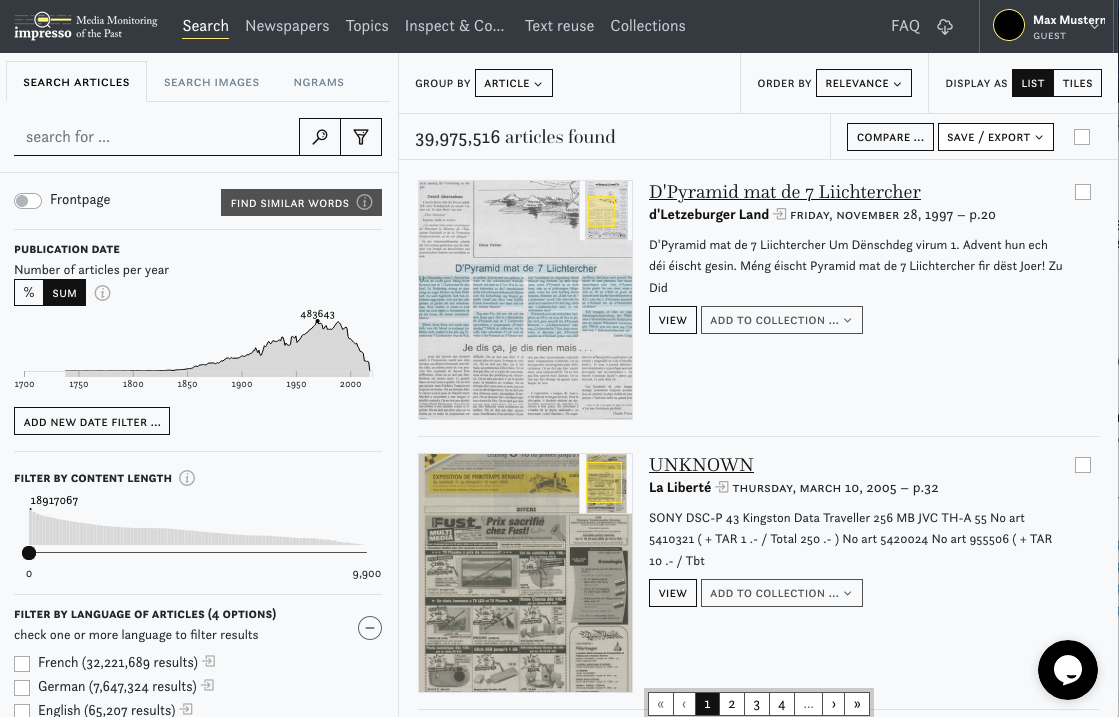 impresso Media Monitoring of the Past
Search Newspapers Topics Inspect & Co... Text reuse Collections
FAQ
Max Mustern
GUEST
SEARCH ARTICLES SEARCH IMAGES NGRAMS
search for ...
Frontpage
FIND SIMILAR WORDS
PUBLICATION DATE
Number of articles per year
% SUM
483643
1700 1750 1800 1850 1900 1950 2000
ADD NEW DATE FILTER ...
FILTER BY CONTENT LENGTH
18917067
0 9,900
FILTER BY LANGUAGE OF ARTICLES (4 OPTIONS)
check one or more language to filter results
French (32,221,689 results)
German (7,647,324 results)
English (65,207 results)
GROUP BY ARTICLE
ORDER BY RELEVANCE
DISPLAY AS LIST TILES
39,975,516 articles found
COMPARE ... SAVE / EXPORT
D'Pyramid mat de 7 Liichtercher
Je dis ça, je dis rien mais . . .
D'Pyramid mat de 7 Liichtercher
d'Letzeburger Land FRIDAY, NOVEMBER 28, 1997 – p.20
D'Pyramid mat de 7 Liichtercher Um Dënschdeg virum 1. Advent hun ech
déi éischt gesin. Méng éischt Pyramid mat de 7 Liichtercher fir dëst Joer! Zu
Did
VIEW ADD TO COLLECTION ...
EXPOSITION DE PRINTEMPS RENAULT
DIVERS
Fust
Prix sacrifié
chez Fust!
UNKNOWN
La Liberté THURSDAY, MARCH 10, 2005 – p.32
SONY DSC-P 43 Kingston Data Traveller 256 MB JVC TH-A 55 No art
5410321 ( + TAR 1 .- / Total 250 .- ) No art 5420024 No art 955506 ( + TAR
10 .- / Tbt
VIEW ADD TO COLLECTION ...
« ‹ 1 2 3 4 ... › »